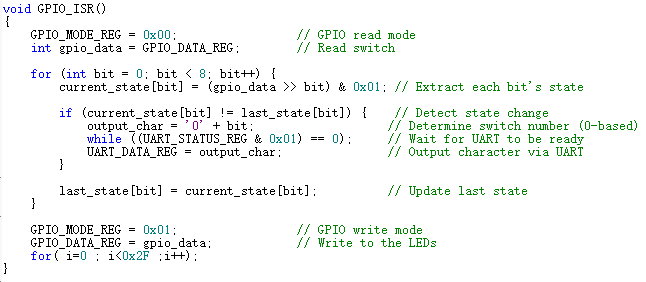 void GPIO_ISR()
{
    GPIO_MODE_REG = 0x00;                 // GPIO read mode
    int gpio_data = GPIO_DATA_REG;        // Read switch

    for (int bit = 0; bit < 8; bit++) {
        current_state[bit] = (gpio_data >> bit) & 0x01; // Extract each bit's state

        if (current_state[bit] != last_state[bit]) {    // Detect state change
            output_char = '0' + bit;                    // Determine switch number (0-based)
            while ((UART_STATUS_REG & 0x01) == 0);      // Wait for UART to be ready
            UART_DATA_REG = output_char;                // Output character via UART
        }

        last_state[bit] = current_state[bit];           // Update last state
    }

    GPIO_MODE_REG = 0x01;                 // GPIO write mode
    GPIO_DATA_REG = gpio_data;            // Write to the LEDs
    for( i=0 ; i<0x2F ;i++);
}